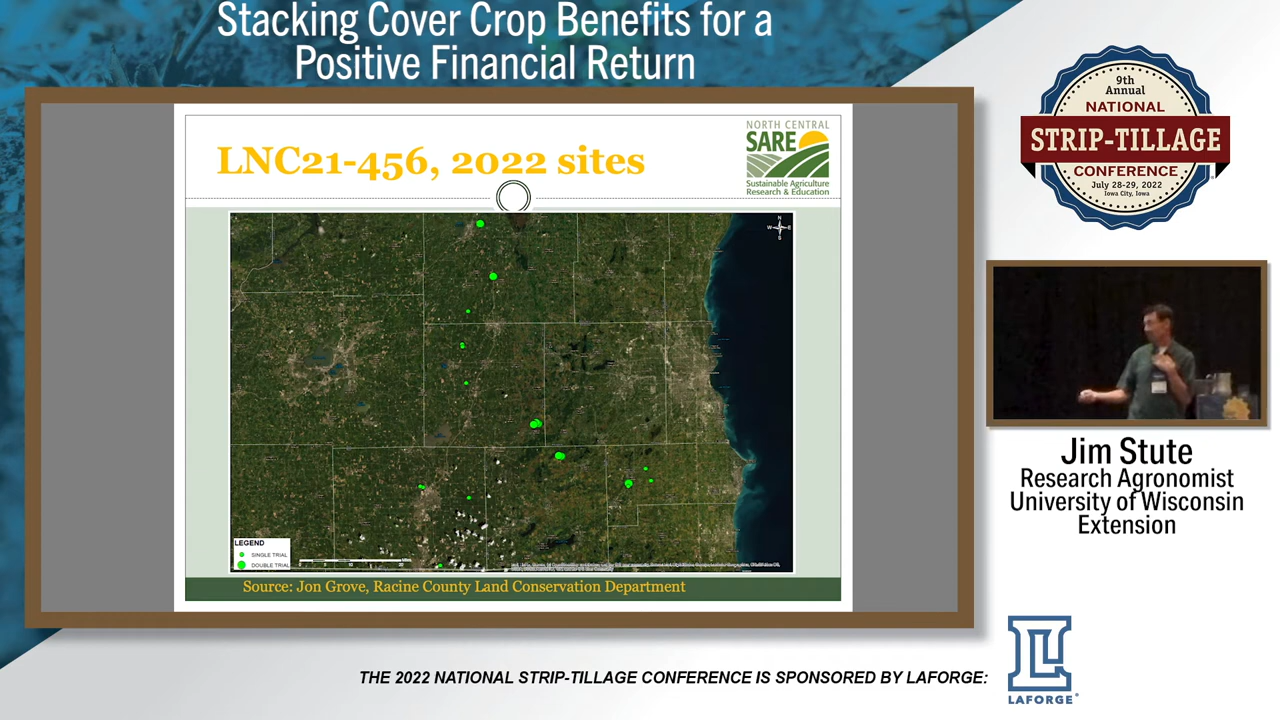 Stacking Cover Crop Benefits for a
Positive Financial Return
LNC21-456, 2022 sites
NORTH CENTRAL
SARE
Sustainable Agriculture
Research & Education
N
W E
S
LEGEND
SINGLE TRIAL
DOUBLE TRIAL
Source: Jon Grove, Racine County Land Conservation Department
9th
Annual
NATIONAL
STRIP-TILLAGE
CONFERENCE
July 28-29, 2022
Iowa City, Iowa
Jim Stute
Research Agronomist
University of Wisconsin
Extension
THE 2022 NATIONAL STRIP-TILLAGE CONFERENCE IS SPONSORED BY LAFORGE:
LAFORGE®